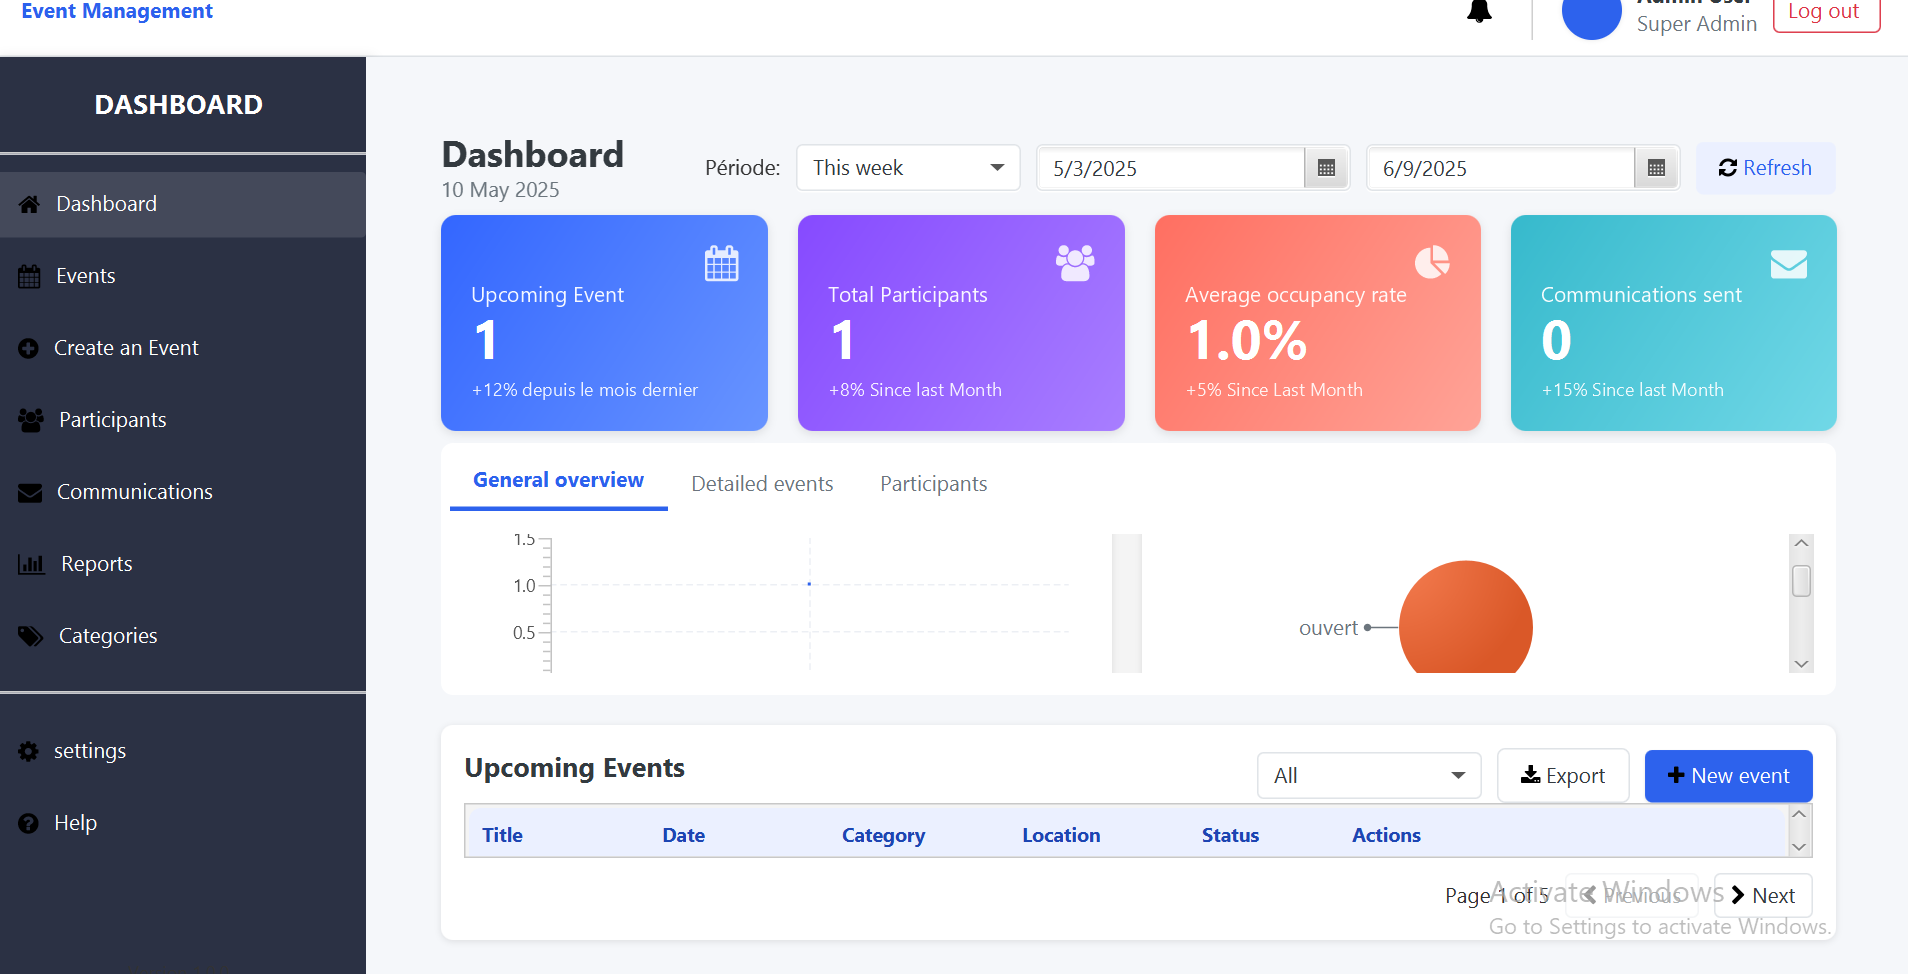 Event Management
Admin User
Super Admin
Log out
DASHBOARD
Dashboard
Events
Create an Event
Participants
Communications
Reports
Categories
settings
Help
Dashboard
10 May 2025
Période:
This week
5/3/2025
6/9/2025
Refresh
Upcoming Event
1
+12% depuis le mois dernier
Total Participants
1
+8% Since last Month
Average occupancy rate
1.0%
+5% Since Last Month
Communications sent
0
+15% Since last Month
General overview
Detailed events
Participants
1.5
1.0
0.5
ouvert
Upcoming Events
All
Export
New event
Title
Date
Category
Location
Status
Actions
Page 1 of 5
Previous
Next
Activate Windows
Go to Settings to activate Windows.